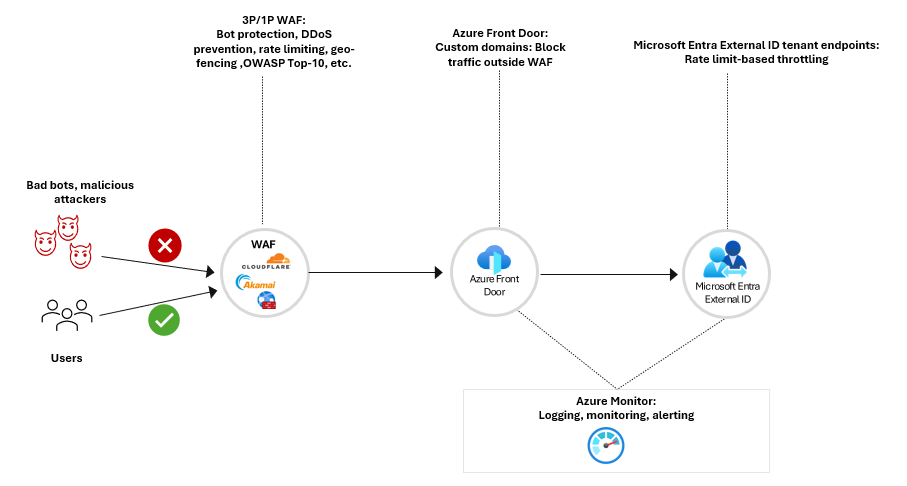 3P/1P WAF:
Bot protection, DDoS
prevention, rate limiting, geo-
fencing ,OWASP Top-10, etc.
Azure Front Door:
Custom domains: Block
traffic outside WAF
Microsoft Entra External ID tenant endpoints:
Rate limit-based throttling
Bad bots, malicious
attackers
Users
WAF
CLOUDFLARE
Akamai
Azure Front
Door
Microsoft Entra
External ID
Azure Monitor:
Logging, monitoring, alerting